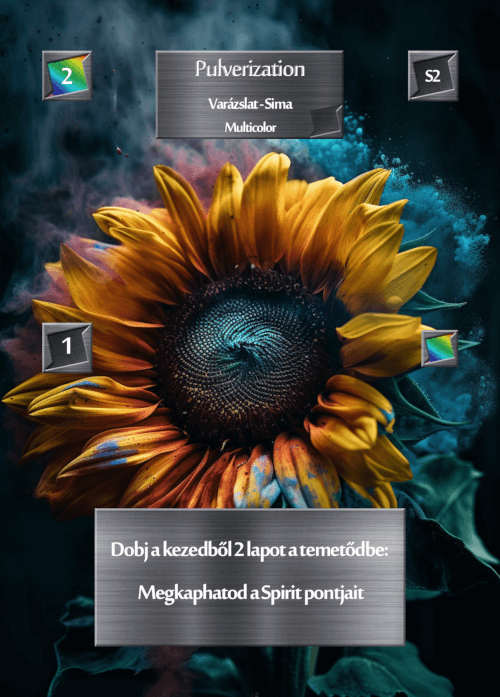 2
Pulverization
S2
Varázslat - Sima
Multicolor
1
Dobj a kezedből 2 lapot a temetődbe:
Megkaphatod a Spirit pontjait